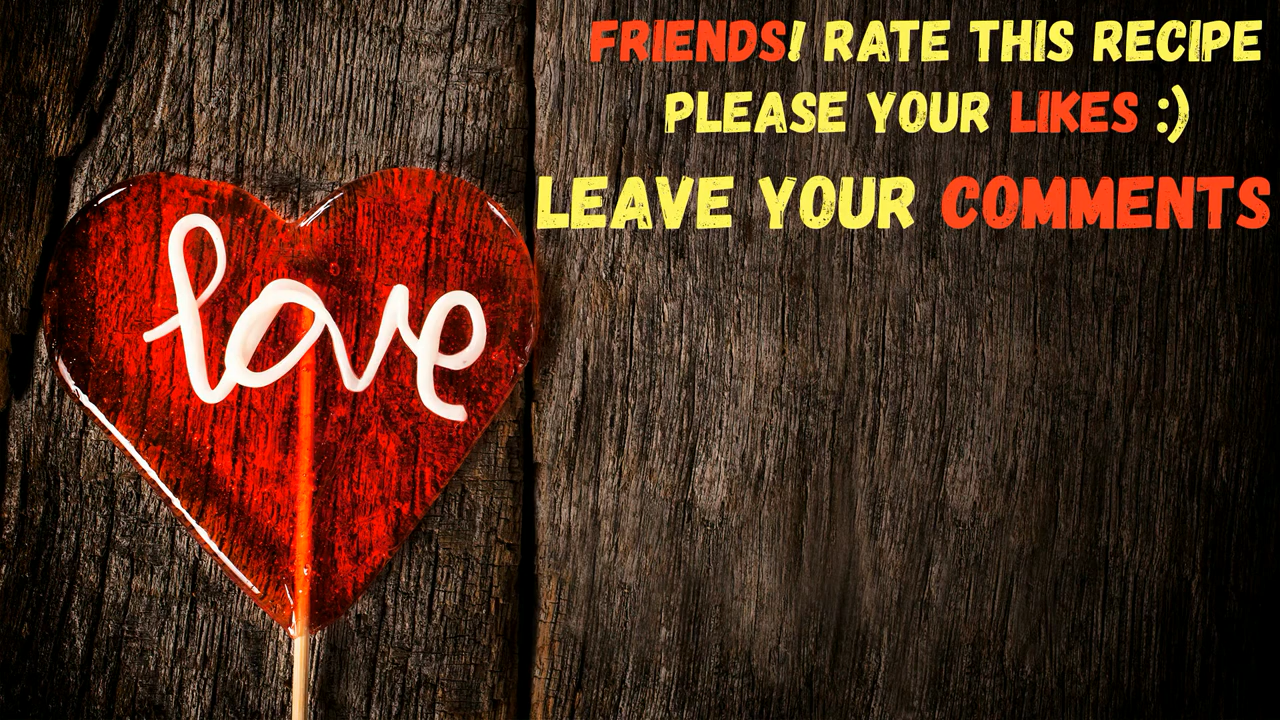 FRIENDS! RATE THIS RECIPE
PLEASE YOUR LIKES :)
LEAVE YOUR COMMENTS
love